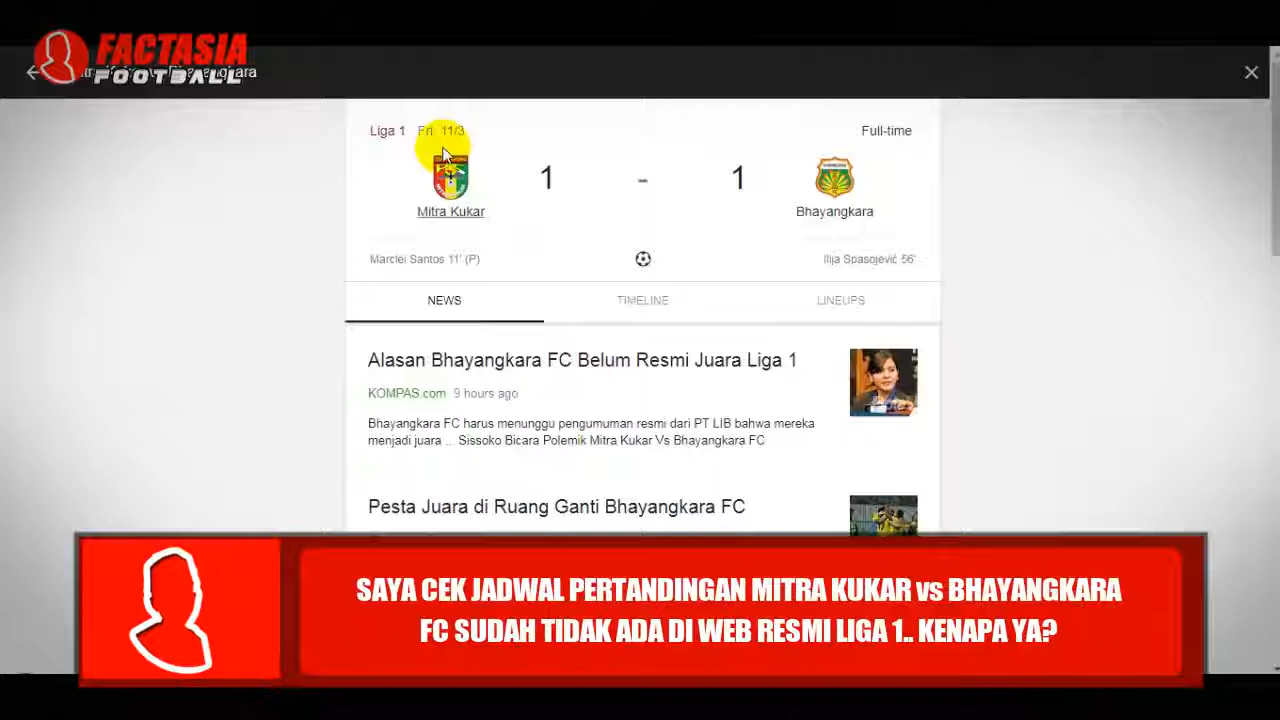 FACTASIA
FOOTBALL
Liga 1 Fri 11/3
Full-time
1 - 1
Mitra Kukar
Bhayangkara
Marclei Santos 11' (P)
Ilija Spasojević 56'
NEWS
TIMELINE
LINEUPS
Alasan Bhayangkara FC Belum Resmi Juara Liga 1
KOMPAS.com 9 hours ago
Bhayangkara FC harus menunggu pengumuman resmi dari PT LIB bahwa mereka
menjadi juara ... Sissoko Bicara Polemik Mitra Kukar Vs Bhayangkara FC
Pesta Juara di Ruang Ganti Bhayangkara FC
SAYA CEK JADWAL PERTANDINGAN MITRA KUKAR vs BHAYANGKARA
FC SUDAH TIDAK ADA DI WEB RESMI LIGA 1.. KENAPA YA?